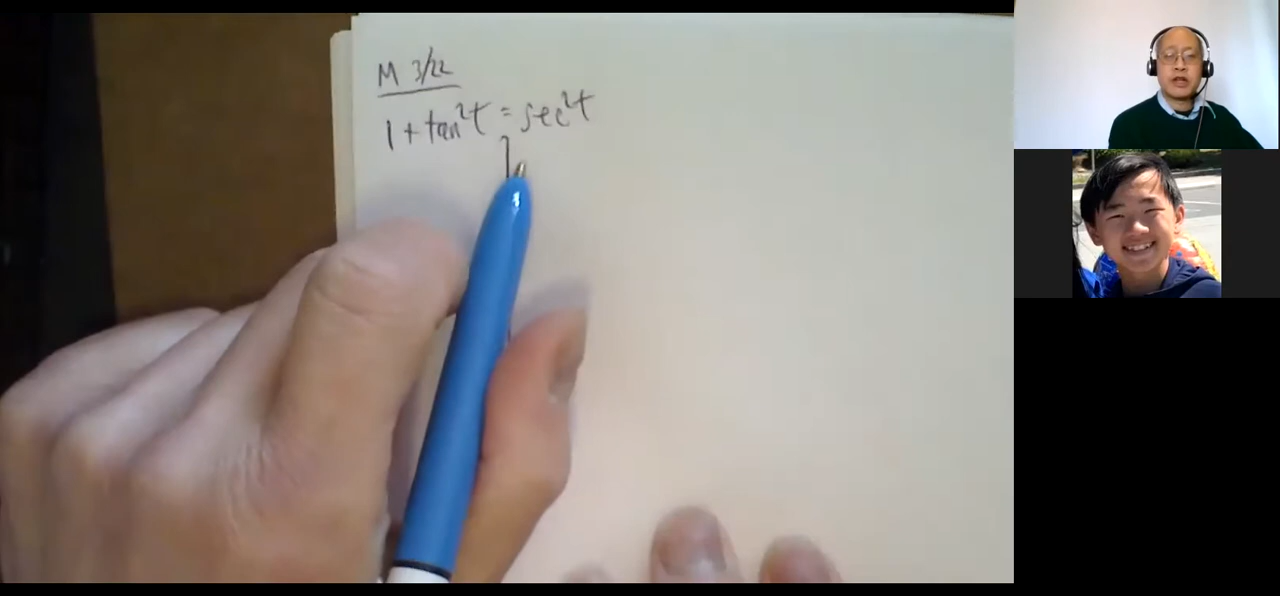 M 3/22
1 + tan²t = sec²t